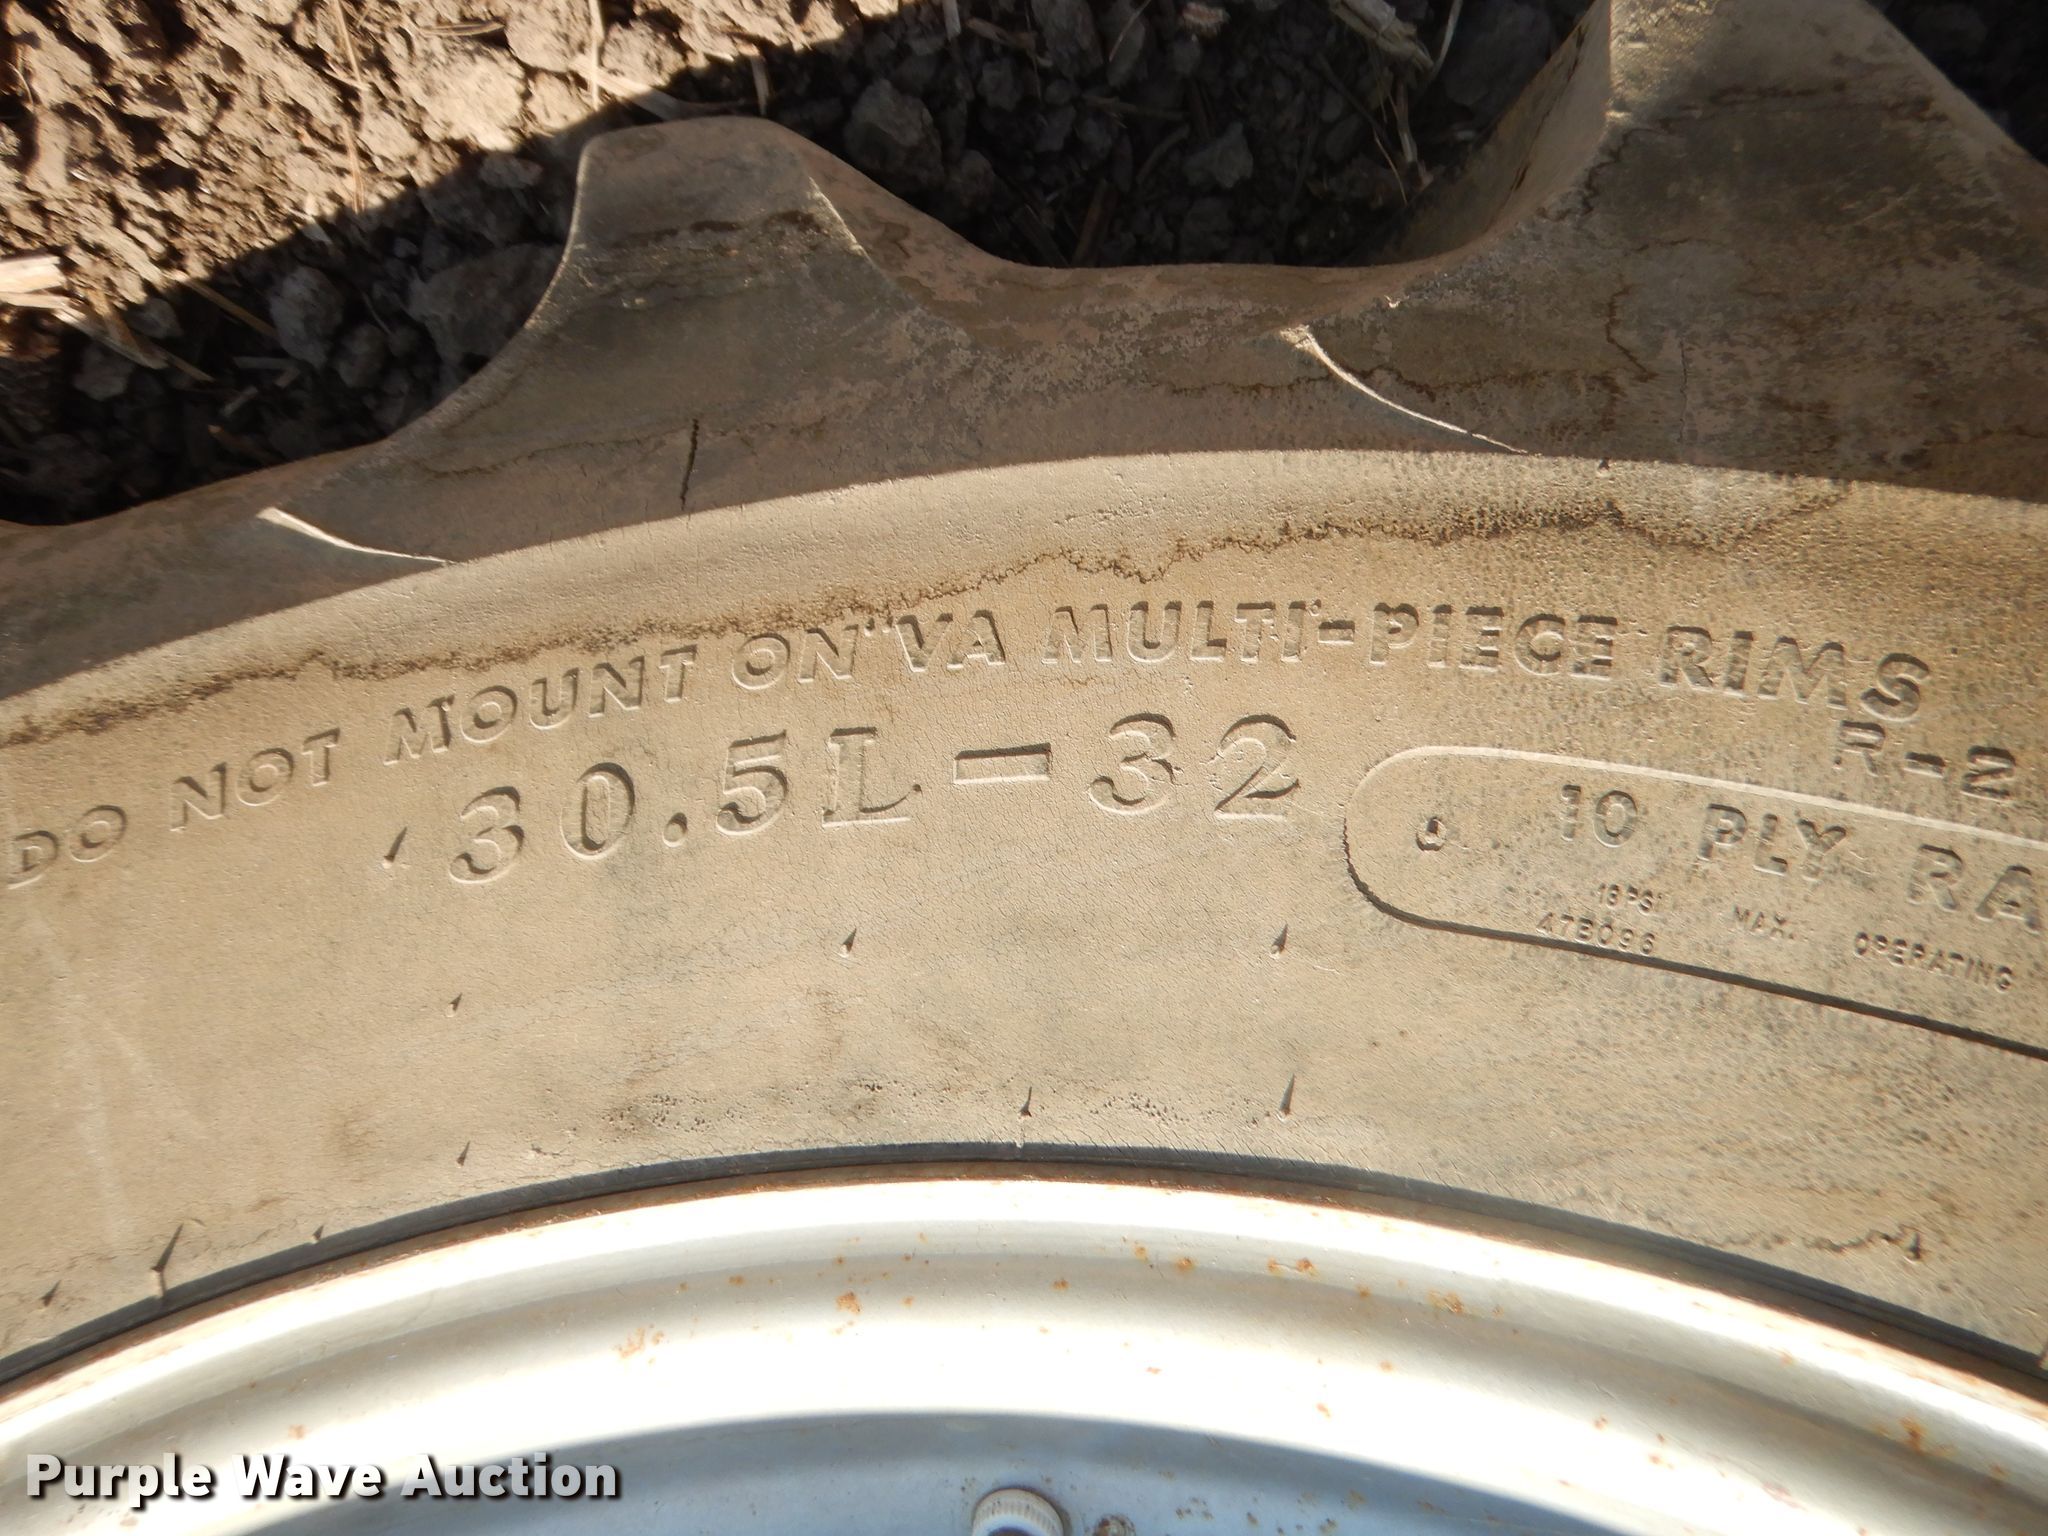 DO NOT MOUNT ON "VA MULTI-PIECE RIMS
30.5L-32
R-2
10 PLY RA
MAX. OPERATING
47B096
Purple Wave Auction